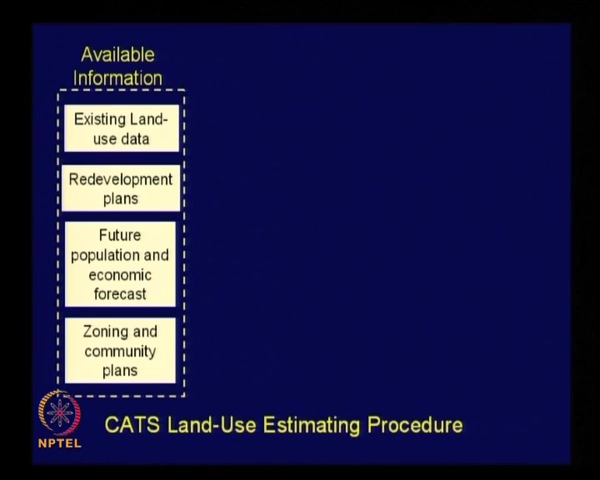 Available
Information
Existing Land-
use data
Redevelopment
plans
Future
population and
economic
forecast
Zoning and
community
plans
CATS Land-Use Estimating Procedure
NPTEL